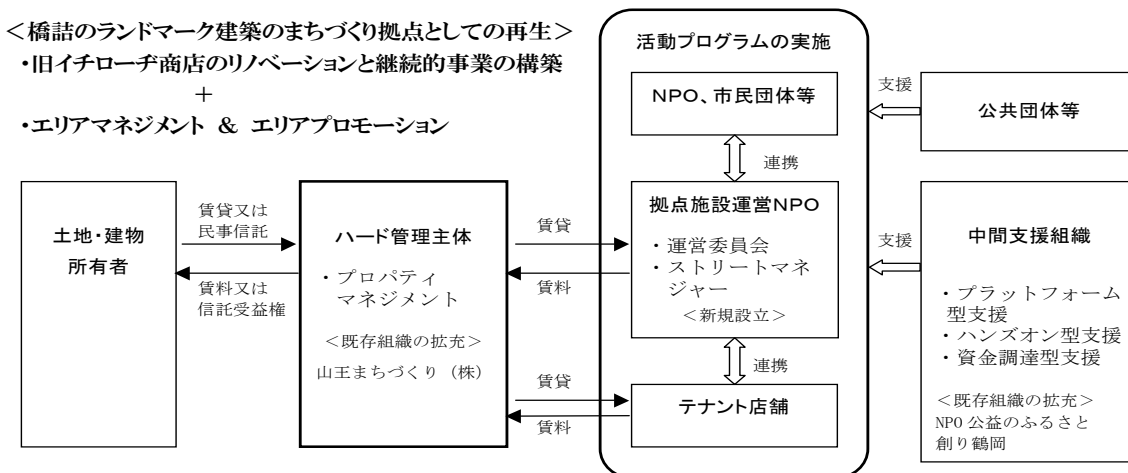 ＜橋詰のランドマーク建築のまちづくり拠点としての再生＞
・旧イチローヂ商店のリノベーションと継続的事業の構築
＋
・エリアマネジメント ＆ エリアプロモーション
土地・建物
所有者
賃貸又は
民事信託
賃料又は
信託受益権
ハード管理主体
・プロパティ
マネジメント
＜既存組織の拡充＞
山王まちづくり（株）
賃貸
賃料
賃貸
賃料
活動プログラムの実施
NPO、市民団体等
連携
拠点施設運営NPO
・運営委員会
・ストリートマネ
ジャー
＜新規設立＞
連携
テナント店舗
支援
公共団体等
支援
中間支援組織
・プラットフォーム
型支援
・ハンズオン型支援
・資金調達型支援
＜既存組織の拡充＞
NPO 公益のふるさと
創り鶴岡